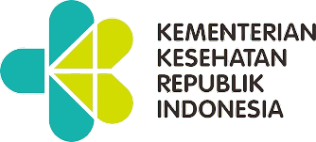 KEMENTERIAN
KESEHATAN
REPUBLIK
INDONESIA